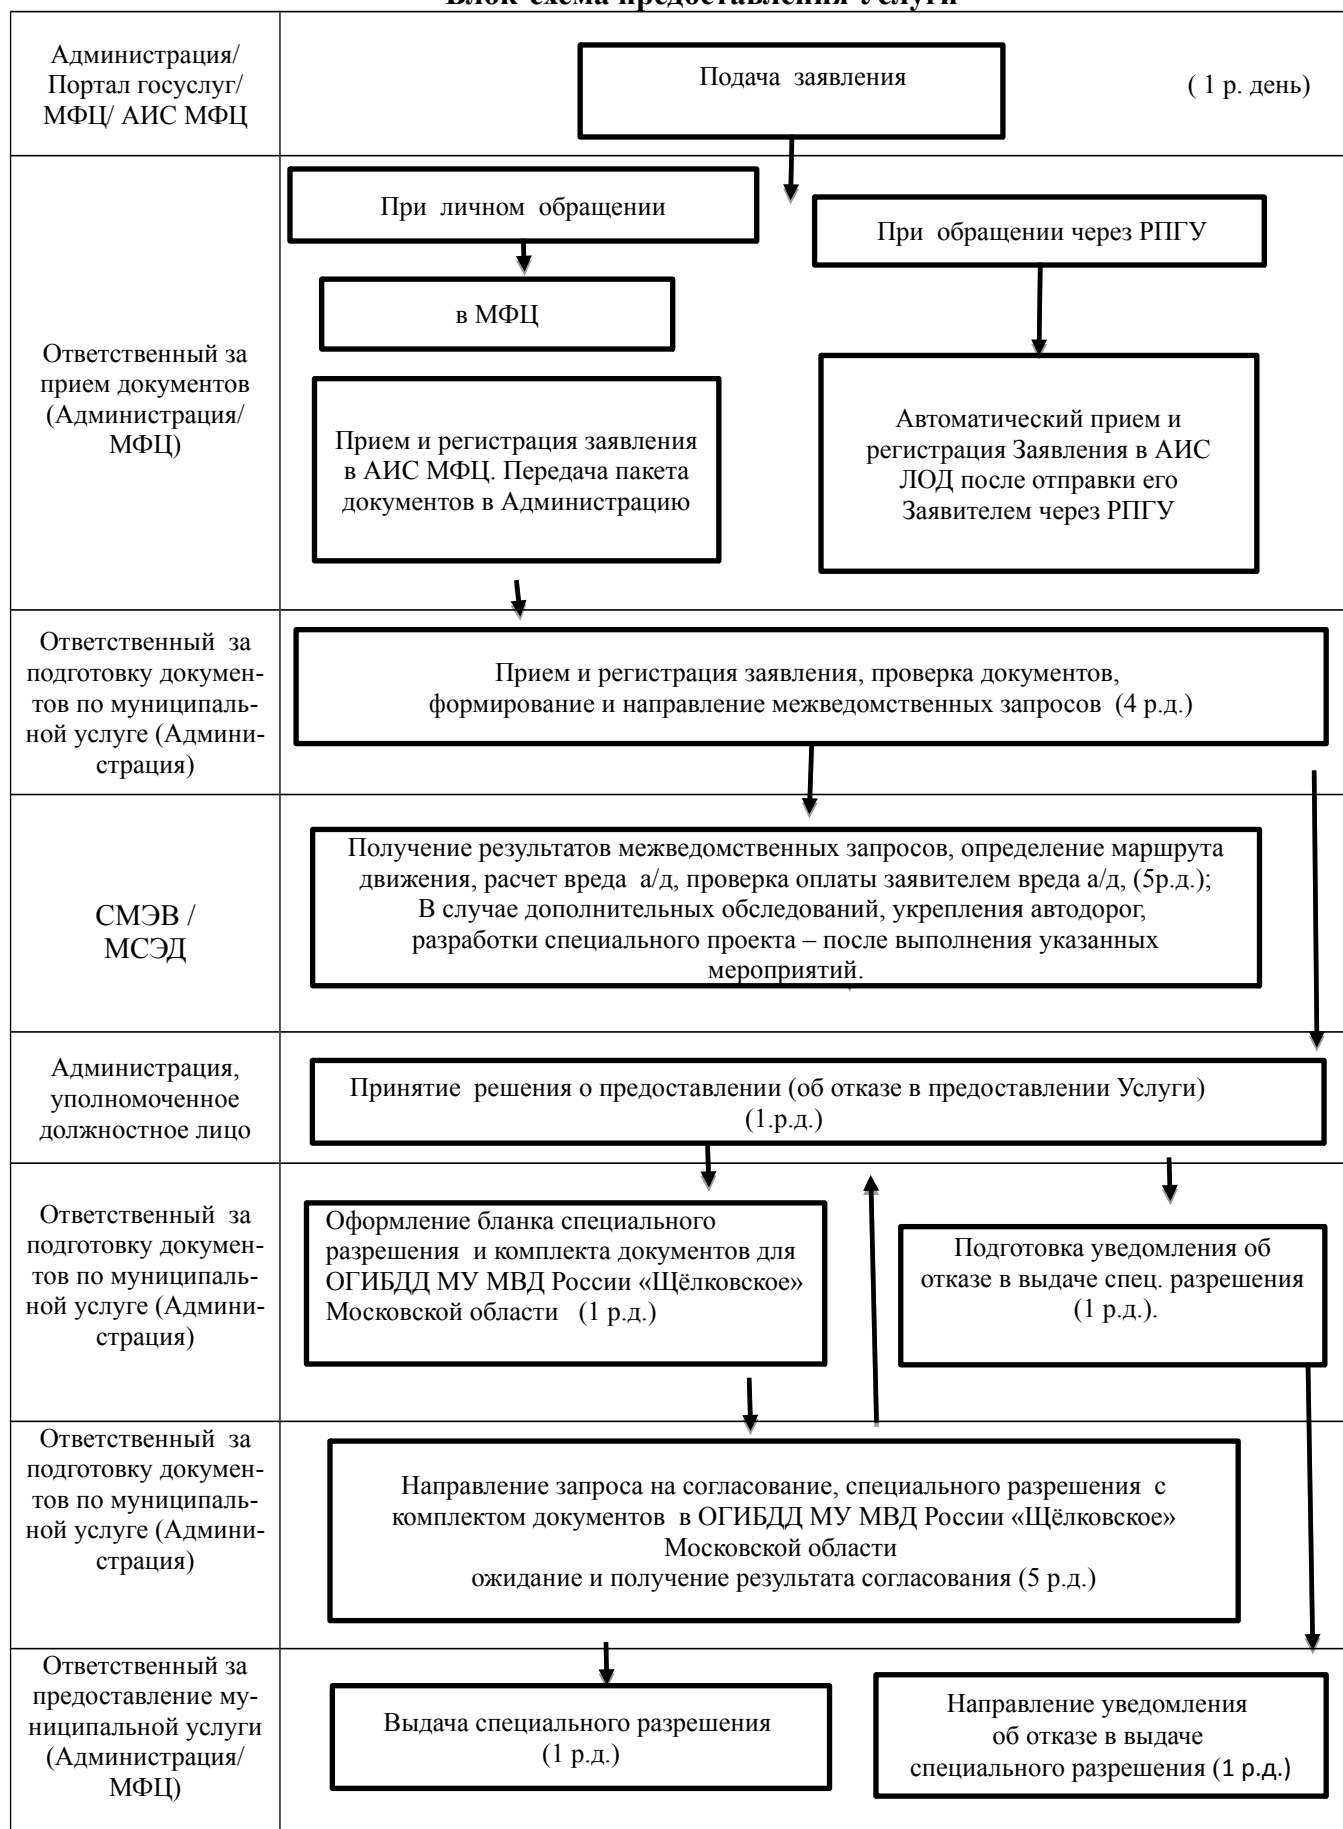 Блок-схема предоставления Услуги
Администрация/
Портал госуслуг/
МФЦ/ АИС МФЦ
Подача заявления
( 1 р. день)
Ответственный за
прием документов
(Администрация/
МФЦ)
При личном обращении
При обращении через РПГУ
в МФЦ
Прием и регистрация заявления
в АИС МФЦ. Передача пакета
документов в Администрацию
Автоматический прием и
регистрация Заявления в АИС
ЛОД после отправки его
Заявителем через РПГУ
Ответственный за
подготовку докумен-
тов по муниципаль-
ной услуге (Админи-
страция)
Прием и регистрация заявления, проверка документов,
формирование и направление межведомственных запросов (4 р.д.)
СМЭВ /
МСЭД
Получение результатов межведомственных запросов, определение маршрута
движения, расчет вреда а/д, проверка оплаты заявителем вреда а/д, (5р.д.);
В случае дополнительных обследований, укрепления автодорог,
разработки специального проекта – после выполнения указанных
мероприятий.
Администрация,
уполномоченное
должностное лицо
Принятие решения о предоставлении (об отказе в предоставлении Услуги)
(1.р.д.)
Ответственный за
подготовку докумен-
тов по муниципаль-
ной услуге (Админи-
страция)
Оформление бланка специального
разрешения и комплекта документов для
ОГИБДД МУ МВД России «Щёлковское»
Московской области (1 р.д.)
Подготовка уведомления об
отказе в выдаче спец. разрешения
(1 р.д.).
Ответственный за
подготовку докумен-
тов по муниципаль-
ной услуге (Админи-
страция)
Направление запроса на согласование, специального разрешения с
комплектом документов в ОГИБДД МУ МВД России «Щёлковское»
Московской области
ожидание и получение результата согласования (5 р.д.)
Ответственный за
предоставление му-
ниципальной услуги
(Администрация/
МФЦ)
Выдача специального разрешения
(1 р.д.)
Направление уведомления
об отказе в выдаче
специального разрешения (1 р.д.)